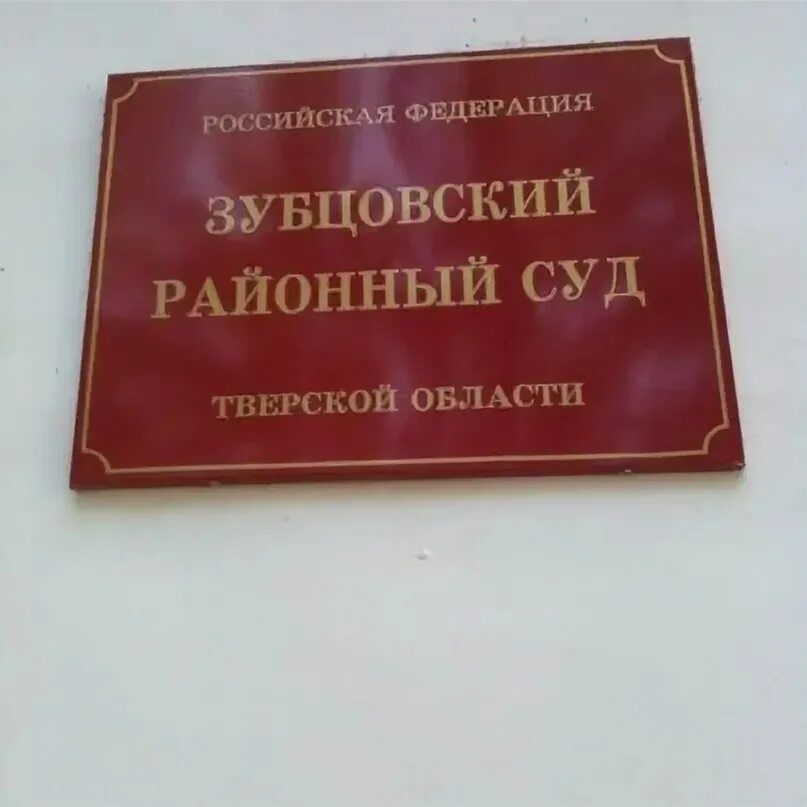 РОССИЙСКАЯ ФЕДЕРАЦИЯ
ЗУБЦОВСКИЙ
РАЙОННЫЙ СУД
ТВЕРСКОЙ ОБЛАСТИ